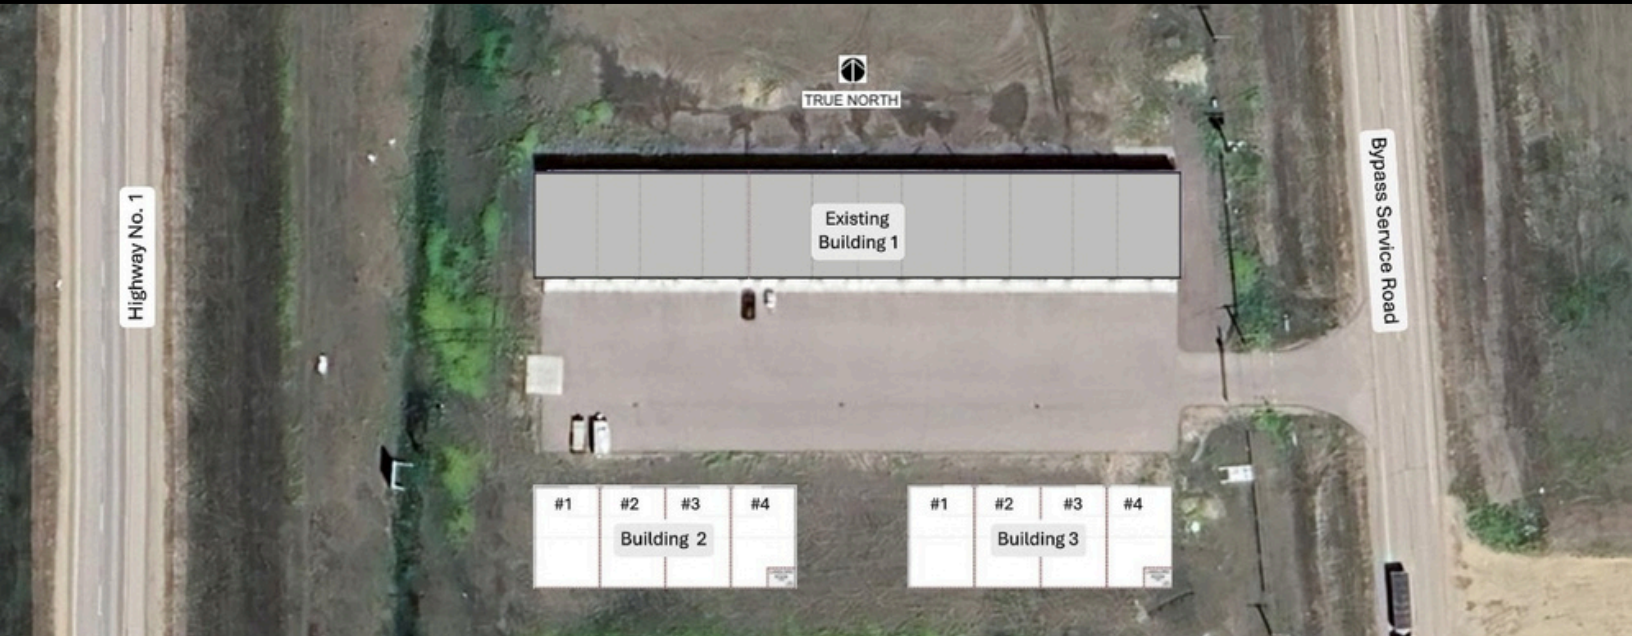 TRUE NORTH
Highway No. 1
Bypass Service Road
Existing
Building 1
#1 #2 #3 #4
Building 2
#1 #2 #3 #4
Building 3